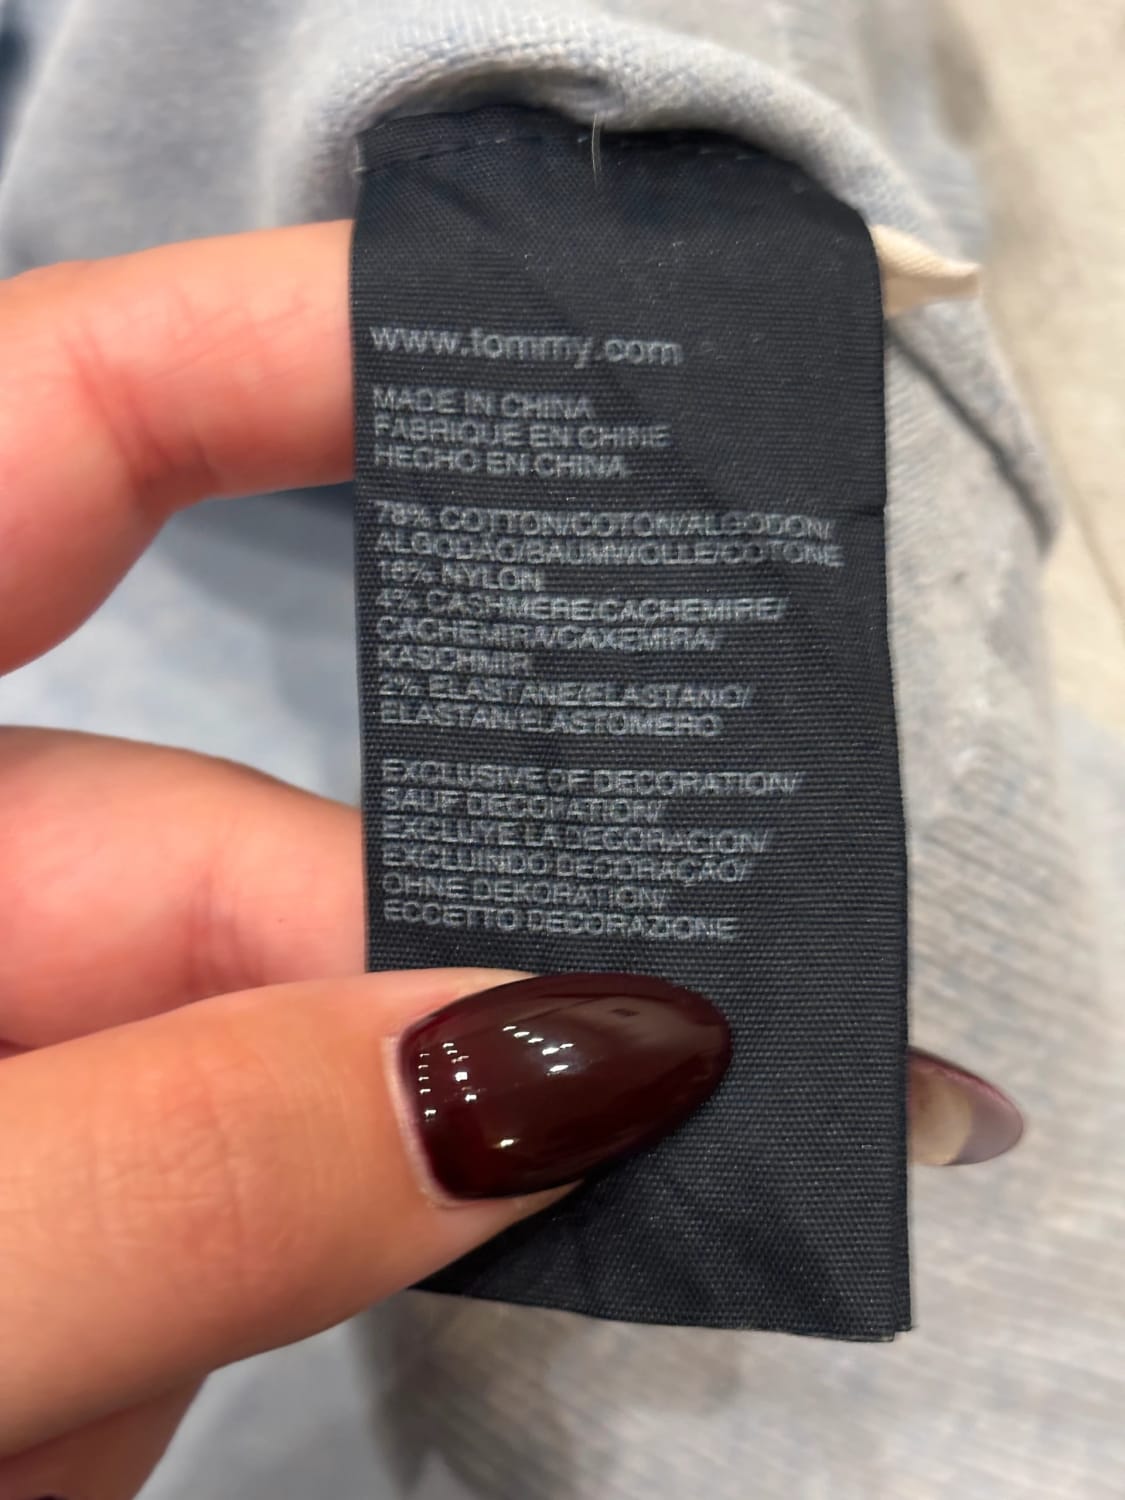 www.tommy.com
MADE IN CHINA
FABRIQUE EN CHINE
HECHO EN CHINA
78% COTTON/COTON/ALGODON/
ALGODÃO/BAUMWOLLE/COTONE
16% NYLON
4% CASHMERE/CACHEMIRE/
CACHEMIRA/CAXEMIRA/
KASCHMIR
2% ELASTANE/ELASTANO/
ELASTAN/ELASTOMERO
EXCLUSIVE OF DECORATION/
SAUF DECORATION/
EXCLUYE LA DECORACION/
EXCLUINDO DECORAÇÃO/
OHNE DEKORATION/
ECCETTO DECORAZIONE